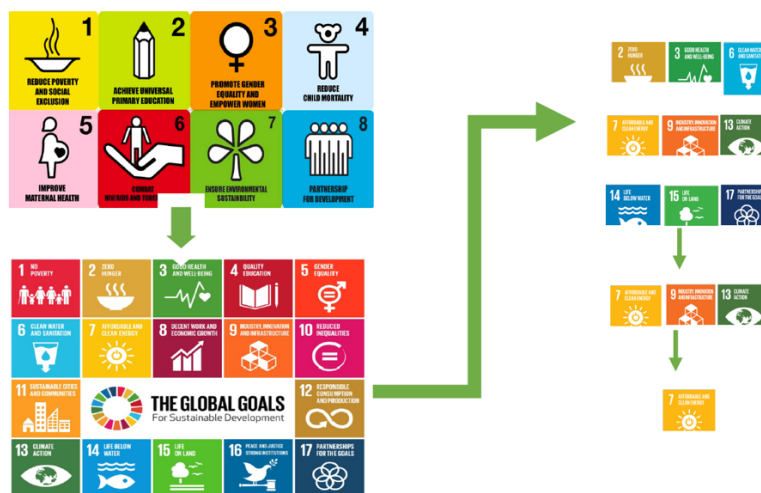 1
REDUCE POVERTY
AND SOCIAL
EXCLUSION
2
ACHIEVE UNIVERSAL
PRIMARY EDUCATION
3
PROMOTE GENDER
EQUALITY AND
EMPOWER WOMEN
4
REDUCE
CHILD MORTALITY
5
IMPROVE
MATERNAL HEALTH
6
COMBAT
7
ENSURE ENVIRONMENTAL
SUSTAINABILITY
8
PARTNERSHIP
FOR DEVELOPMENT
1 NO
POVERTY
2 ZERO
HUNGER
3 GOOD HEALTH
AND WELL-BEING
4 QUALITY
EDUCATION
5 GENDER
EQUALITY
6 CLEAN WATER
AND SANITATION
7 AFFORDABLE AND
CLEAN ENERGY
8 DECENT WORK AND
ECONOMIC GROWTH
9 INDUSTRY, INNOVATION
AND INFRASTRUCTURE
10 REDUCED
INEQUALITIES
11 SUSTAINABLE CITIES
AND COMMUNITIES
THE GLOBAL GOALS
For Sustainable Development
12 RESPONSIBLE
CONSUMPTION
AND PRODUCTION
13 CLIMATE
ACTION
14 LIFE BELOW
WATER
15 LIFE
ON LAND
16 PEACE AND JUSTICE
STRONG INSTITUTIONS
17 PARTNERSHIPS
FOR THE GOALS
2 ZERO
HUNGER
3 GOOD HEALTH
AND WELL-BEING
6 CLEAN WATER
AND SANITATI
7 AFFORDABLE AND
CLEAN ENERGY
9 INDUSTRY, INNOVATION
AND INFRASTRUCTURE
13 CLIMATE
ACTION
14 LIFE
BELOW WATER
15 LIFE
ON LAND
17 PARTNERSHIPS
FOR THE GOALS
7 AFFORDABLE AND
CLEAN ENERGY
9 INDUSTRY, INNOVATION
AND INFRASTRUCTURE
13 CLIMATE
ACTION
7 AFFORDABLE AND
CLEAN ENERGY